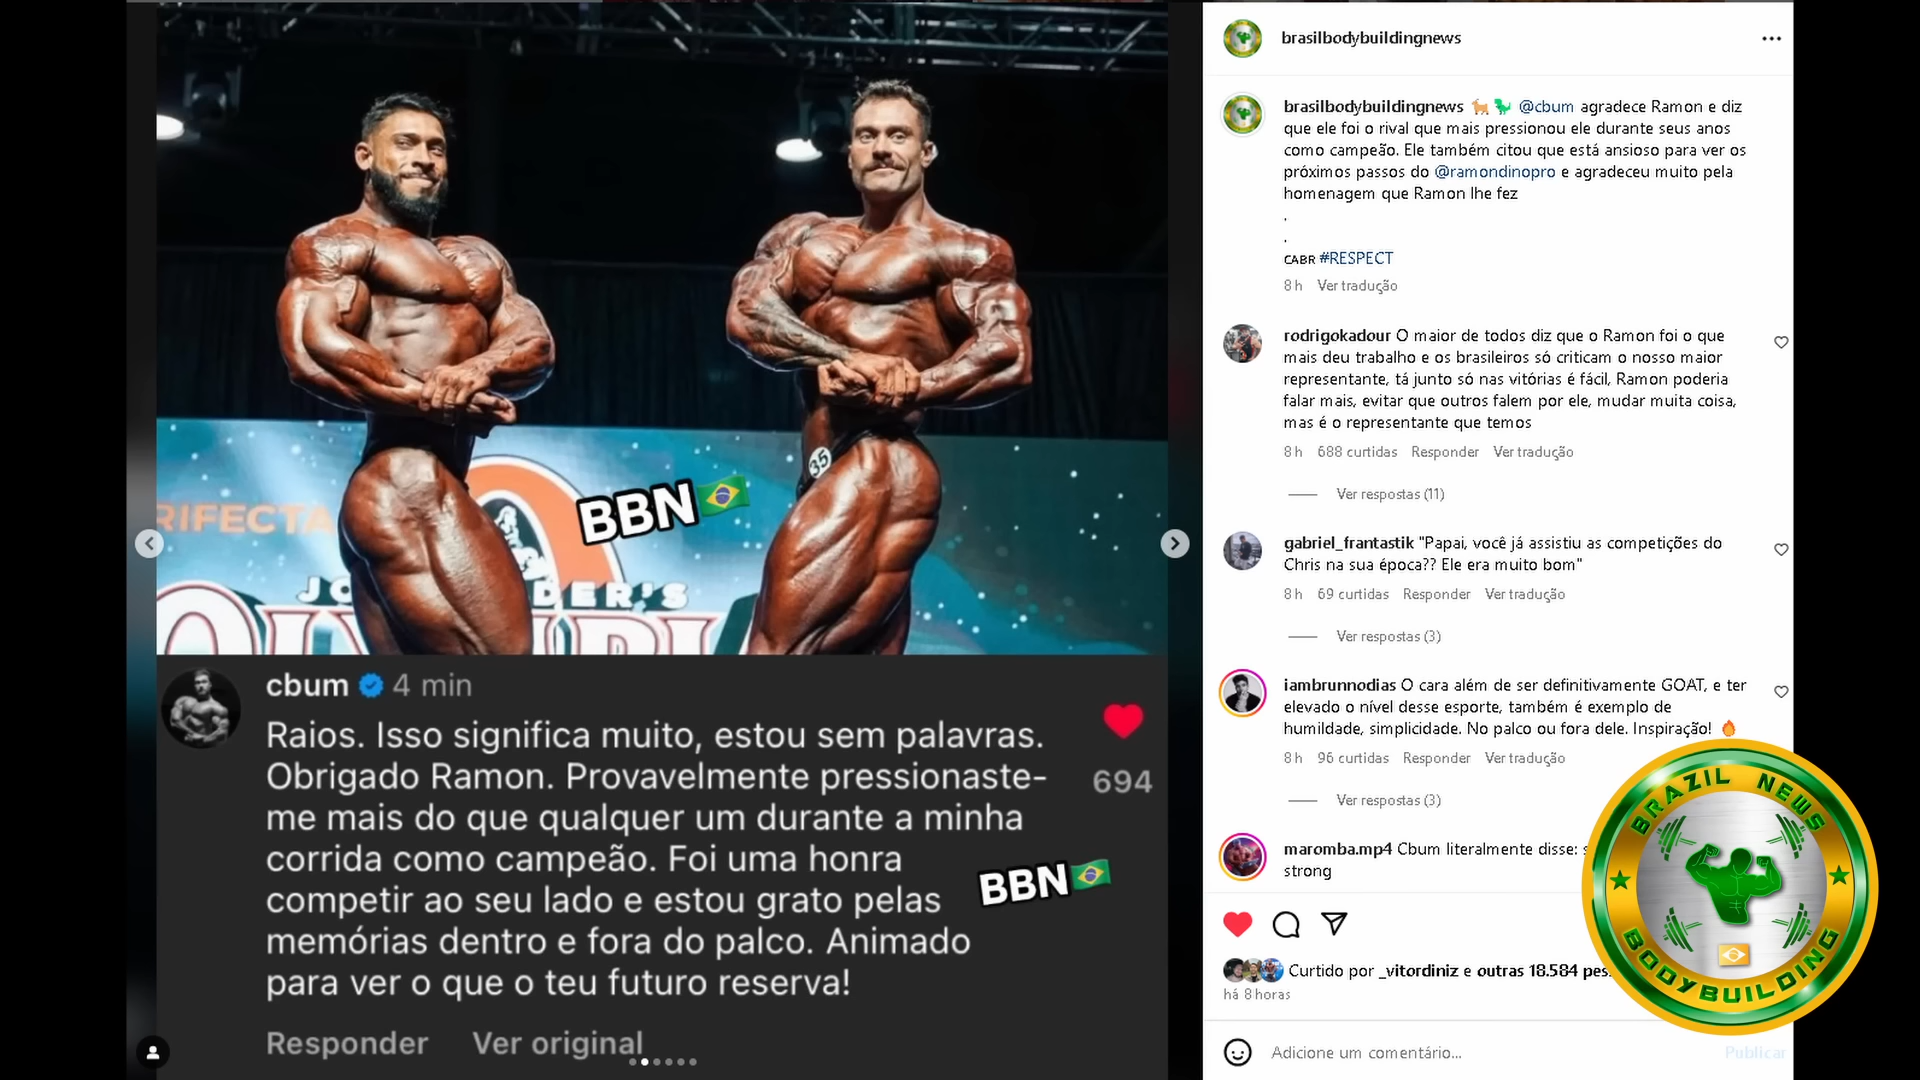 35
BBN
RIFECTA
JO DER'S
OLYMPI
cbum 4 min
Raios. Isso significa muito, estou sem palavras.
Obrigado Ramon. Provavelmente pressionaste-
me mais do que qualquer um durante a minha
corrida como campeão. Foi uma honra
competir ao seu lado e estou grato pelas
memórias dentro e fora do palco. Animado
para ver o que o teu futuro reserva!
694
BBN
Responder Ver original
brasilbodybuildingnews
brasilbodybuildingnews @cbum agradece Ramon e diz
que ele foi o rival que mais pressionou ele durante seus anos
como campeão. Ele também citou que está ansioso para ver os
próximos passos do @ramondinopro e agradeceu muito pela
homenagem que Ramon lhe fez
.
.
CABR #RESPECT
8 h Ver tradução
rodrigokadour O maior de todos diz que o Ramon foi o que
mais deu trabalho e os brasileiros só criticam o nosso maior
representante, tá junto só nas vitórias é fácil, Ramon poderia
falar mais, evitar que outros falem por ele, mudar muita coisa,
mas é o representante que temos
8 h 688 curtidas Responder Ver tradução
Ver respostas (11)
gabriel_frantastik "Papai, você já assistiu as competições do
Chris na sua época?? Ele era muito bom"
8 h 69 curtidas Responder Ver tradução
Ver respostas (3)
iambrunnodias O cara além de ser definitivamente GOAT, e ter
elevado o nível desse esporte, também é exemplo de
humildade, simplicidade. No palco ou fora dele. Inspiração!
8 h 96 curtidas Responder Ver tradução
Ver respostas (3)
maromba.mp4 Cbum literalmente disse: s
strong
Curtido por _vitordiniz e outras 18.584 pes
há 8 horas
Adicione um comentário...
Publicar
BRAZIL NEWS
BODYBUILDING